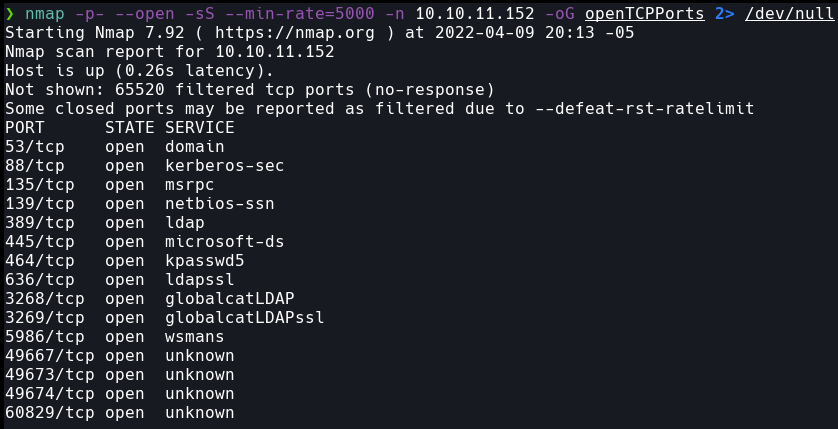 ❯ nmap -p- --open -sS --min-rate=5000 -n 10.10.11.152 -oG openTCPPorts 2> /dev/null
Starting Nmap 7.92 ( https://nmap.org ) at 2022-04-09 20:13 -05
Nmap scan report for 10.10.11.152
Host is up (0.26s latency).
Not shown: 65520 filtered tcp ports (no-response)
Some closed ports may be reported as filtered due to --defeat-rst-ratelimit
PORT      STATE SERVICE
53/tcp    open  domain
88/tcp    open  kerberos-sec
135/tcp   open  msrpc
139/tcp   open  netbios-ssn
389/tcp   open  ldap
445/tcp   open  microsoft-ds
464/tcp   open  kpasswd5
636/tcp   open  ldapssl
3268/tcp  open  globalcatLDAP
3269/tcp  open  globalcatLDAPssl
5986/tcp  open  wsmans
49667/tcp open  unknown
49673/tcp open  unknown
49674/tcp open  unknown
60829/tcp open  unknown